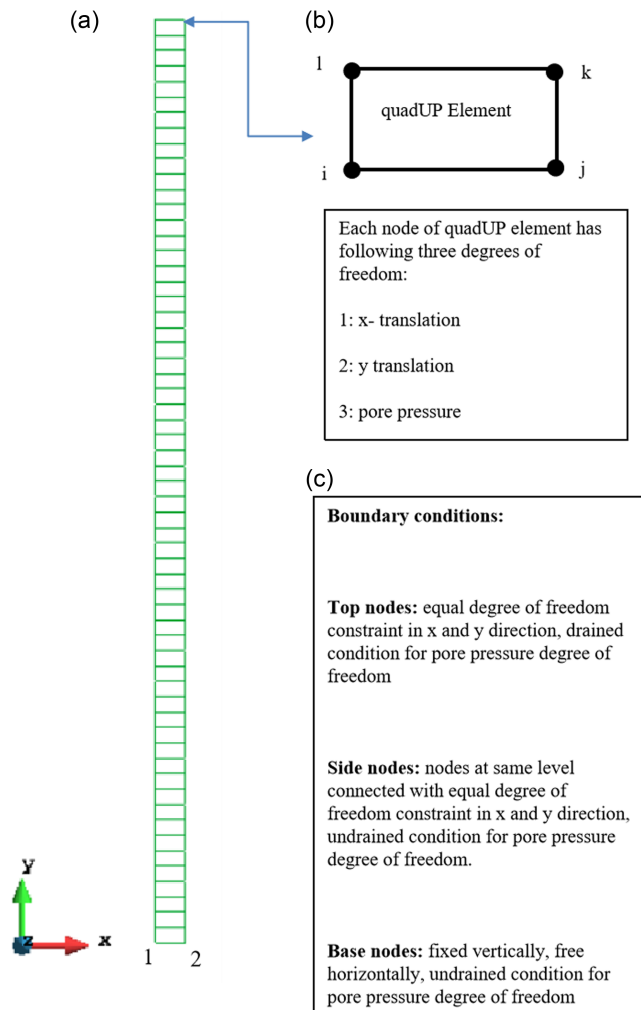 (a)
(b)
l
k
quadUP Element
i
j
Each node of quadUP element has
following three degrees of
freedom:
1: x- translation
2: y translation
3: pore pressure
(c)
Boundary conditions:
Top nodes: equal degree of freedom
constraint in x and y direction, drained
condition for pore pressure degree of
freedom
Side nodes: nodes at same level
connected with equal degree of
freedom constraint in x and y direction,
undrained condition for pore pressure
degree of freedom.
Base nodes: fixed vertically, free
horizontally, undrained condition for
pore pressure degree of freedom
y
z
x
1
2